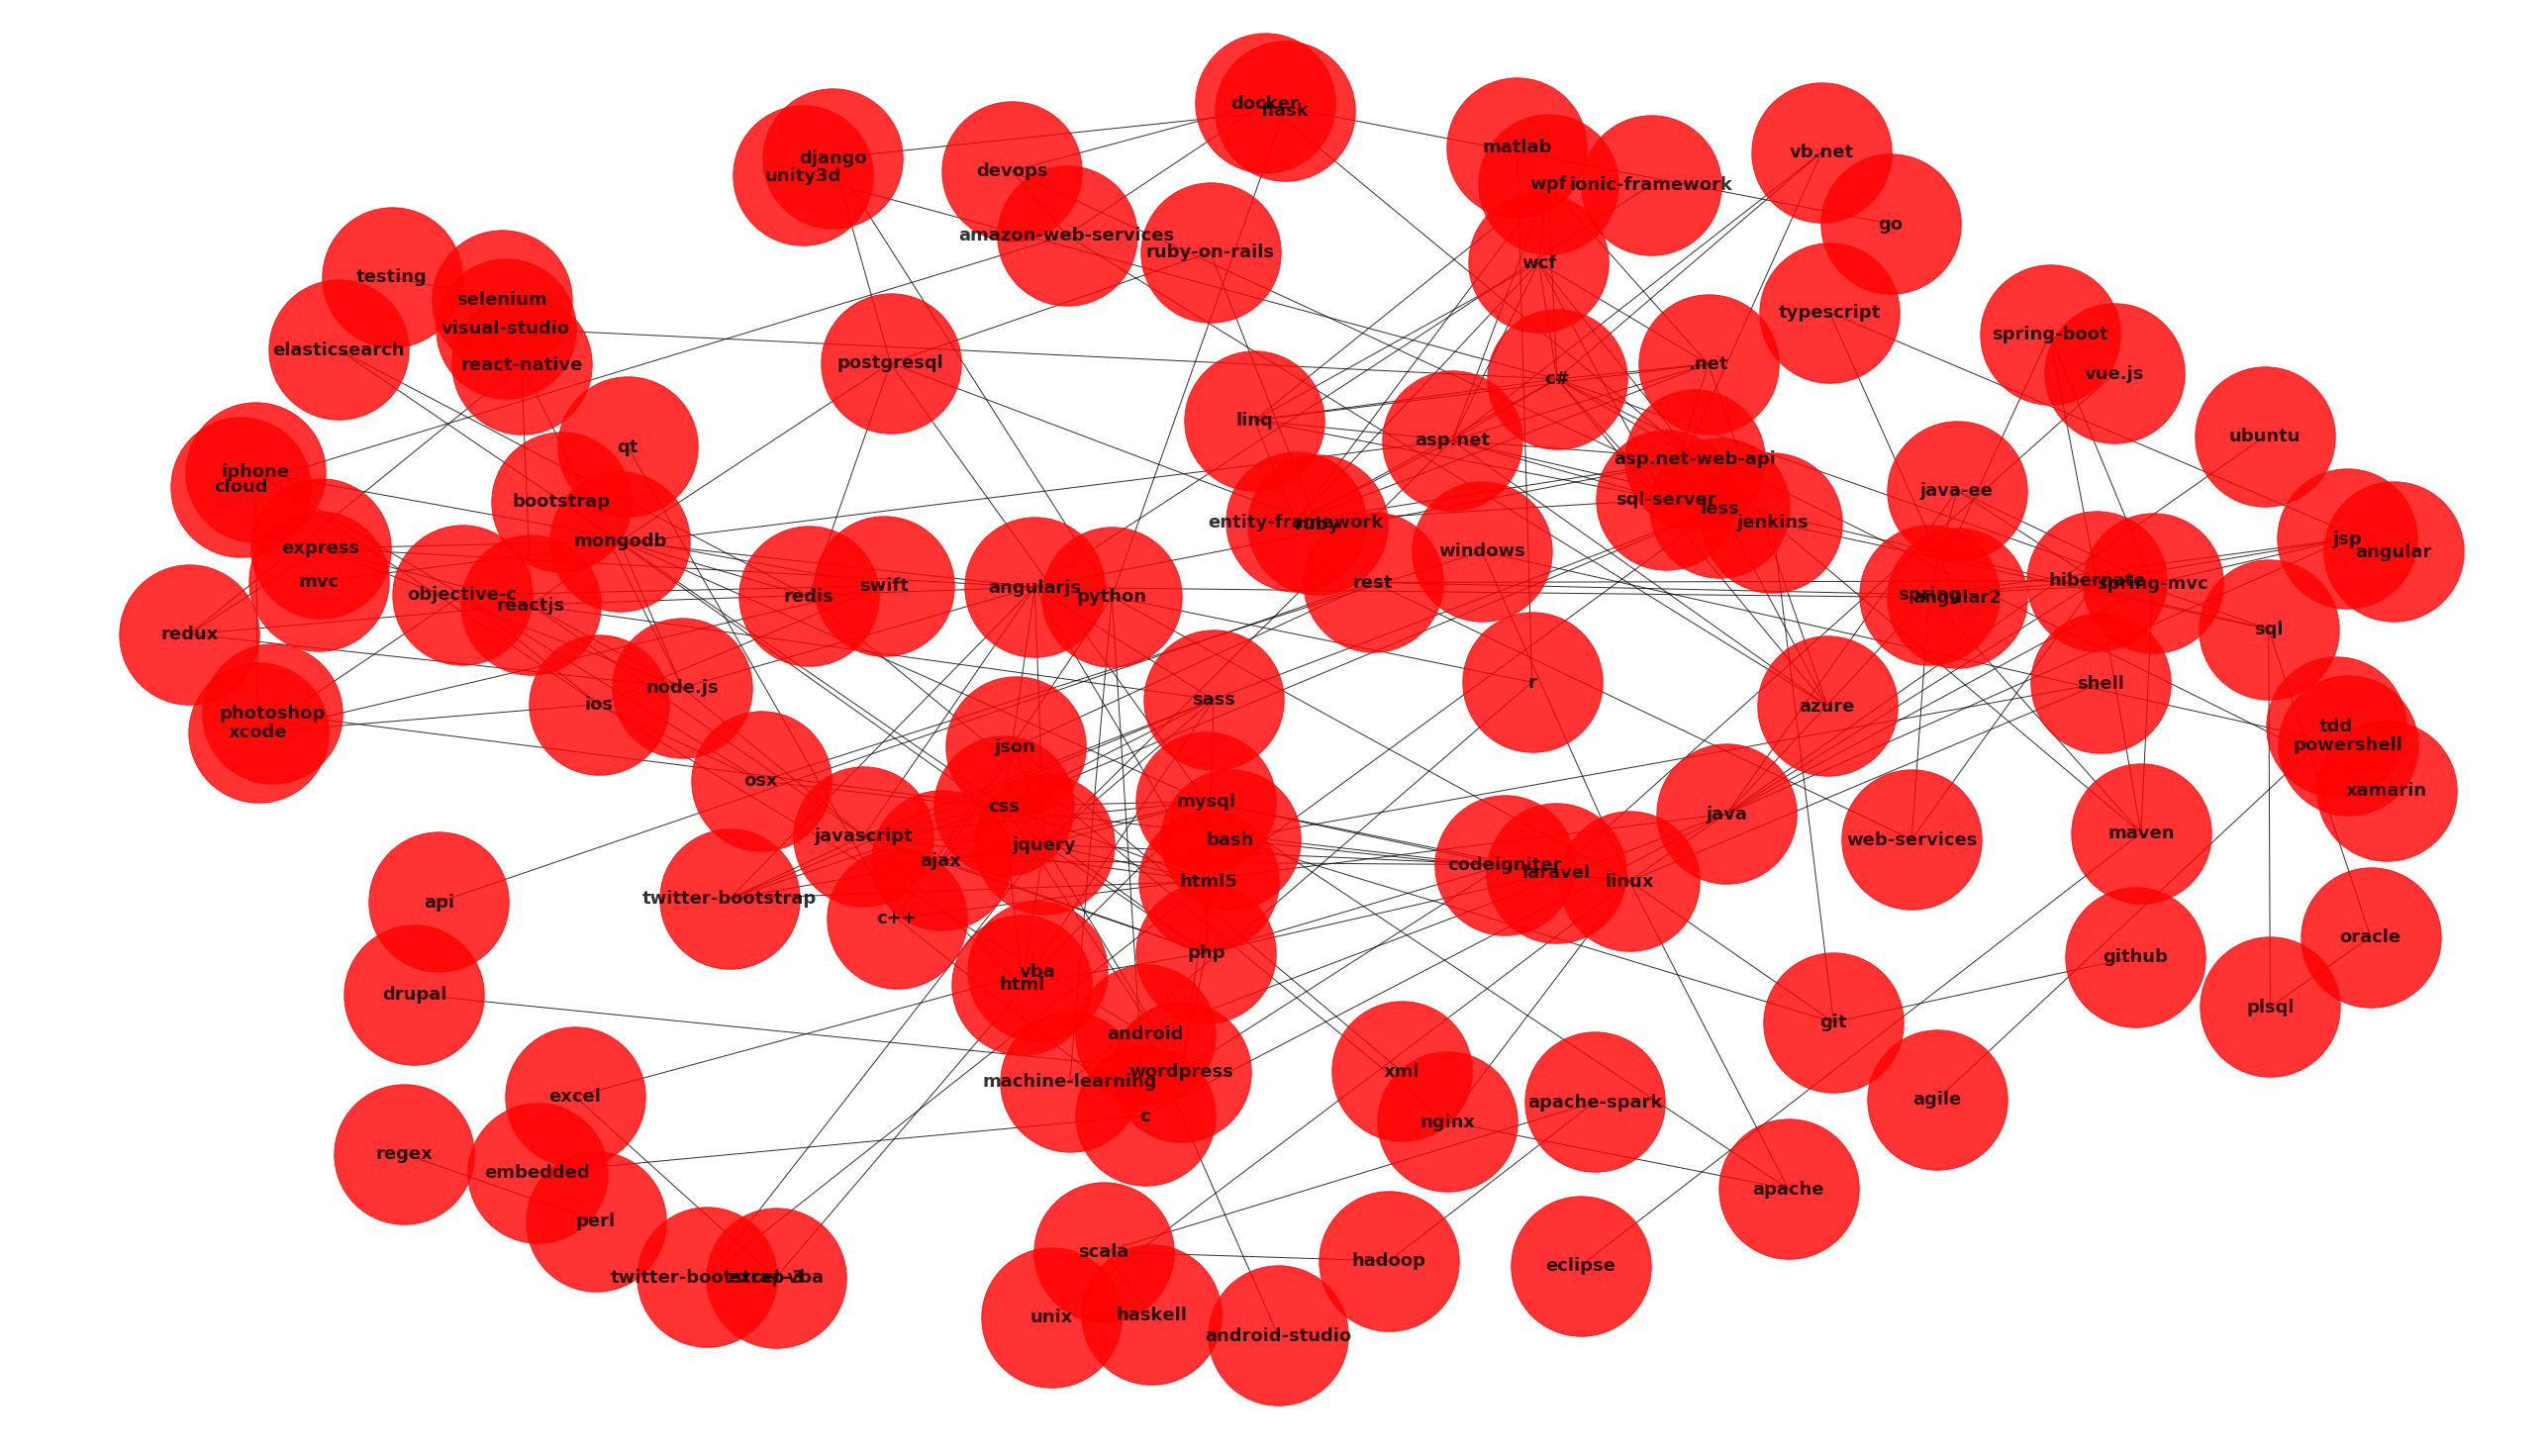 docker
flask
matlab
vb.net
django
unity3d
devops
wpf
ionic-framework
go
amazon-web-services
ruby-on-rails
wcf
testing
selenium
visual-studio
typescript
spring-boot
elasticsearch
react-native
postgresql
c#
.net
vue.js
linq
asp.net
ubuntu
qt
asp.net-web-api
iphone
cloud
bootstrap
sql-server
less
java-ee
entity-framework
ruby
jenkins
express
mongodb
windows
jsp
angular
mvc
objective-c
reactjs
redis
swift
angularjs
python
rest
spring
angular2
hibernate
spring-mvc
redux
sql
node.js
sass
r
shell
photoshop
xcode
ios
azure
tdd
powershell
json
osx
css
mysql
xamarin
javascript
ajax
jquery
bash
java
web-services
maven
codeigniter
laravel
linux
html5
api
twitter-bootstrap
c++
php
oracle
github
vba
html
drupal
plsql
git
android
machine-learning
wordpress
xml
excel
apache-spark
agile
c
nginx
regex
embedded
perl
apache
scala
hadoop
eclipse
twitter-bootstrap-3
excel-vba
unix
haskell
android-studio